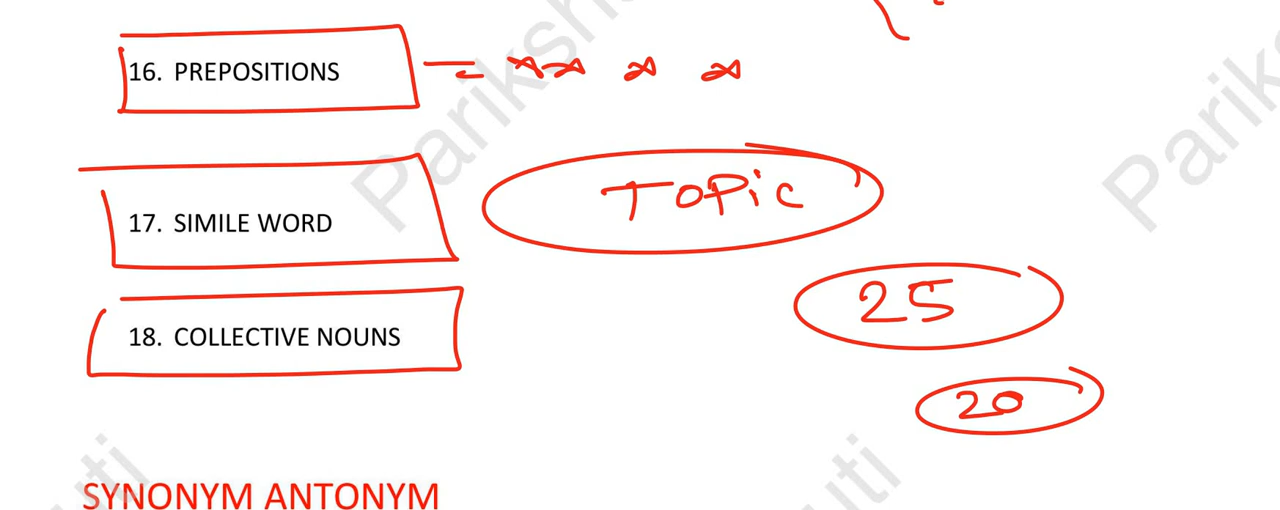 16. PREPOSITIONS
17. SIMILE WORD
TOPic
25
18. COLLECTIVE NOUNS
20
SYNONYM ANTONYM